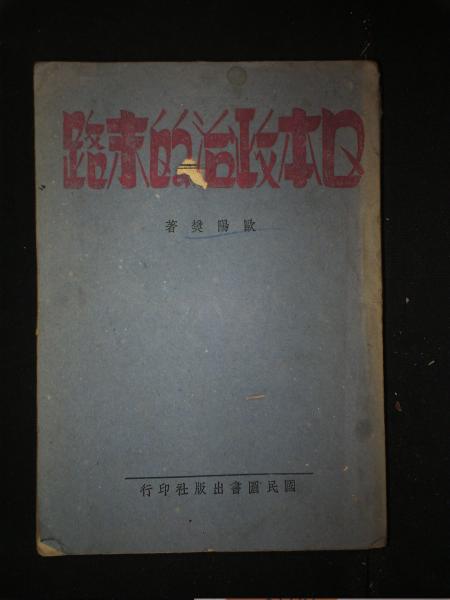 日本政治的末路
歐陽樊著
國民圖書出版社印行